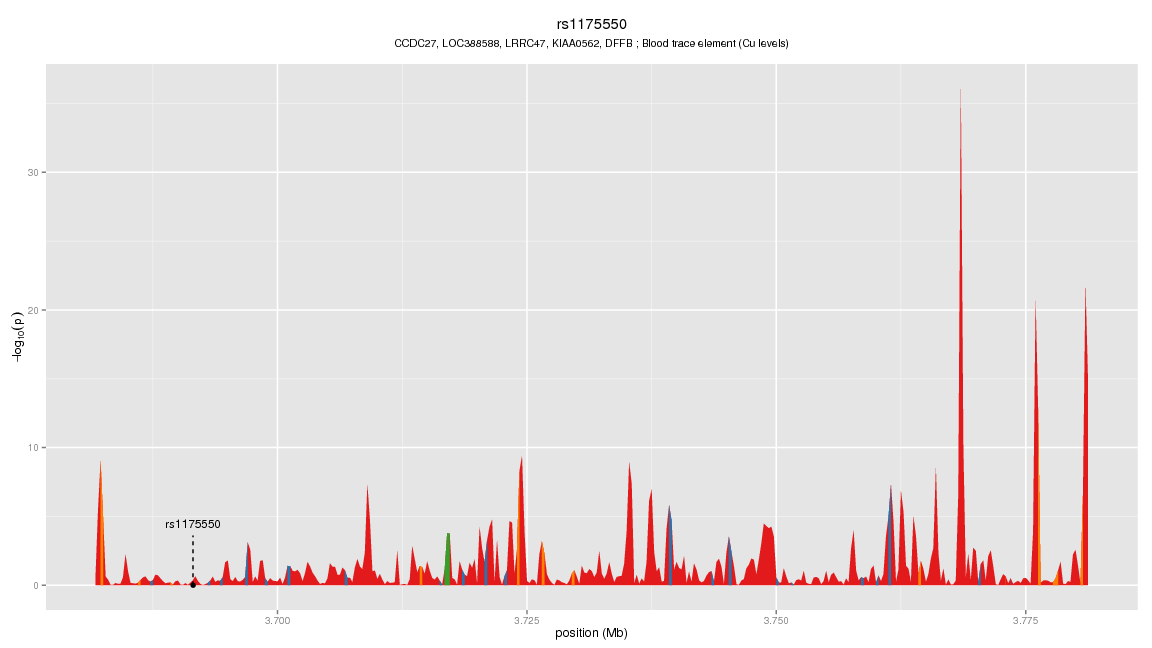 rs1175550
CCDC27, LOC388588, LRRC47, KIAA0562, DFFB ; Blood trace element (Cu levels)
30
20
10
0
−log10(p)
rs1175550
3.700 3.725 3.750 3.775
position (Mb)